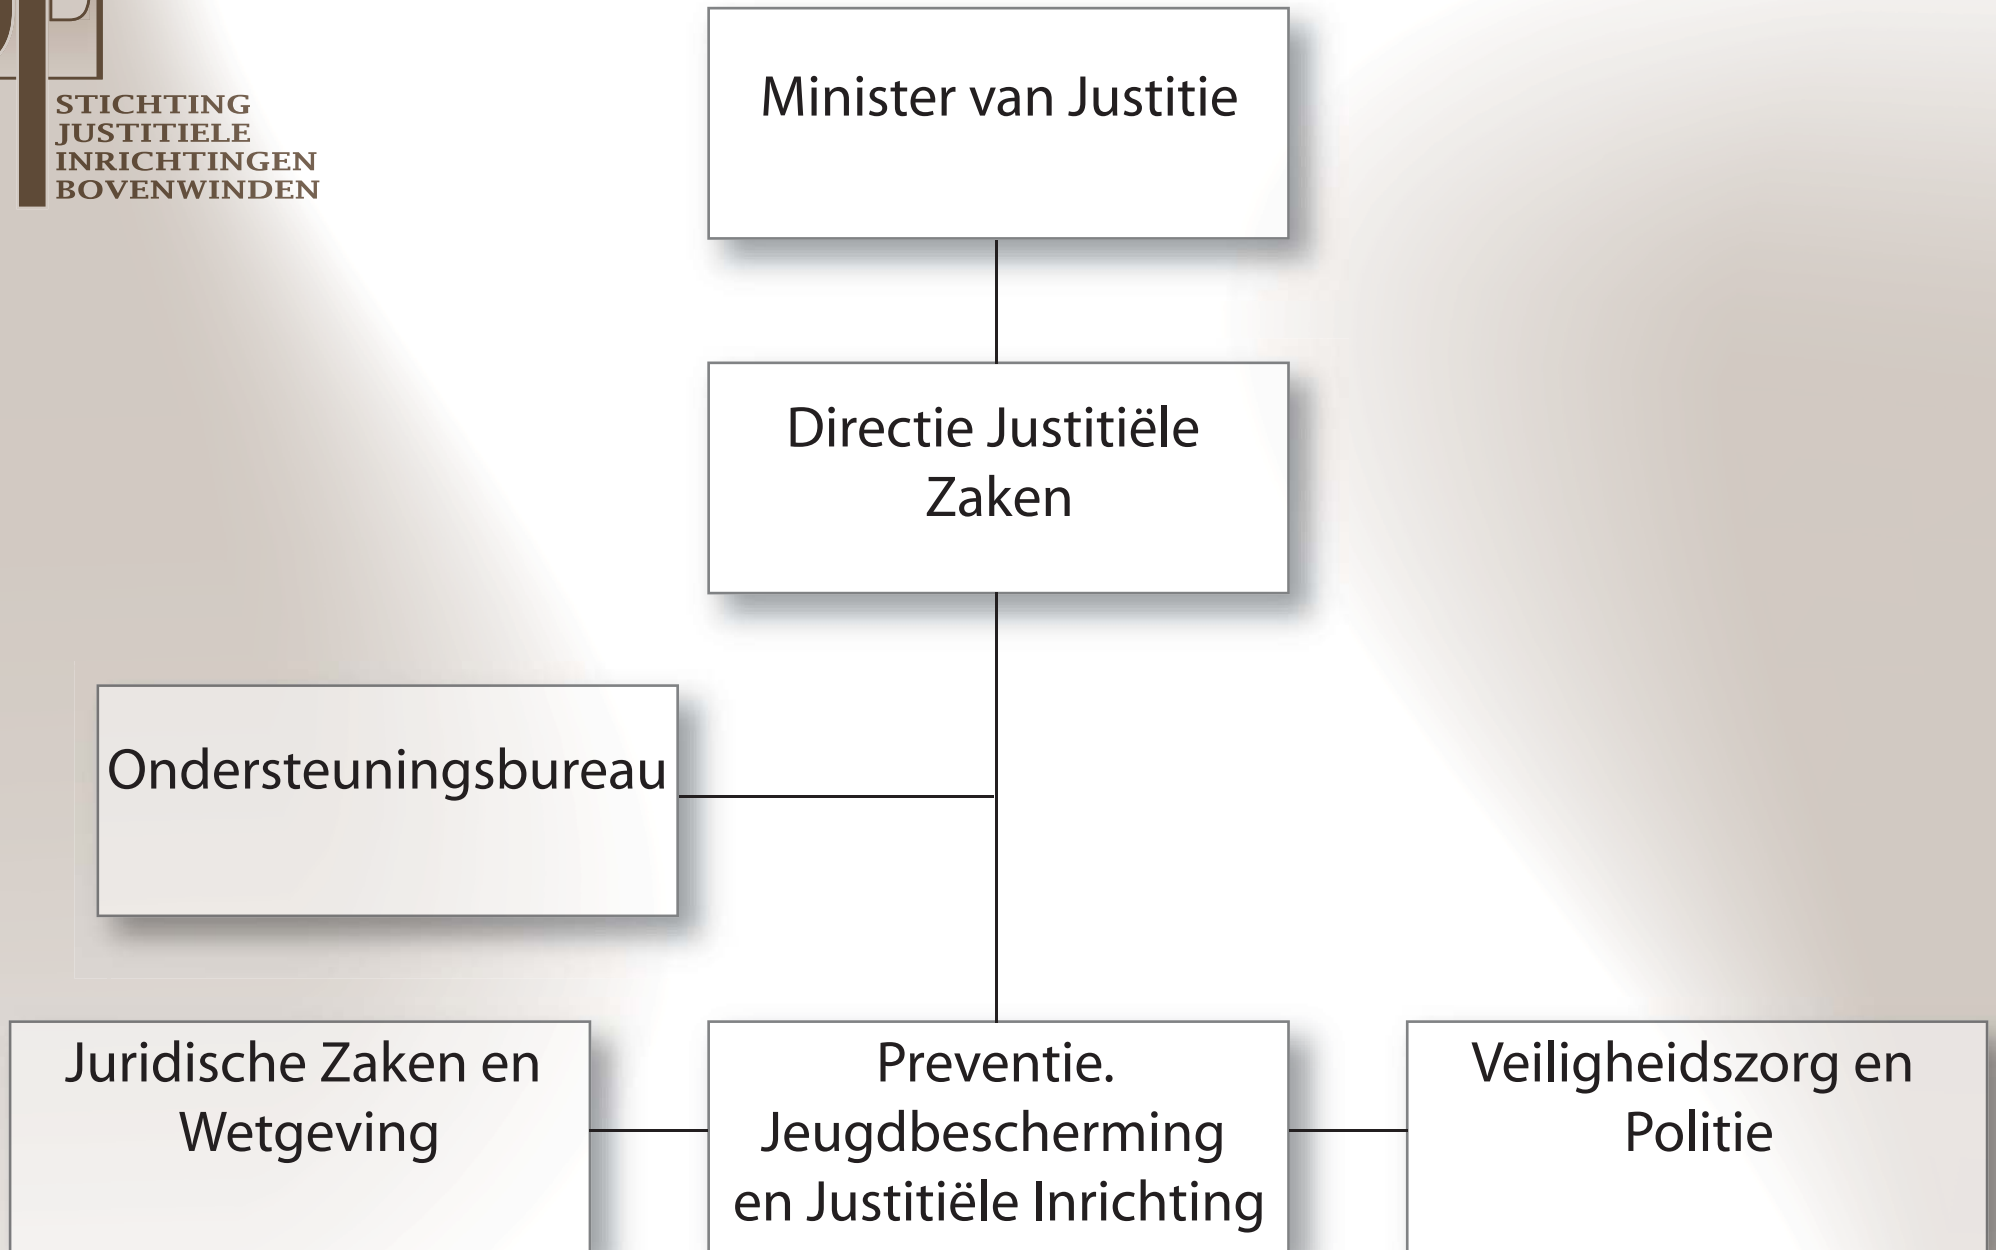 STICHTING
JUSTITIELE
INRICHTINGEN
BOVENWINDEN
Minister van Justitie
Directie Justitiële
Zaken
Ondersteuningsbureau
Juridische Zaken en
Wetgeving
Preventie.
Jeugdbescherming
en Justitiële Inrichting
Veiligheidszorg en
Politie